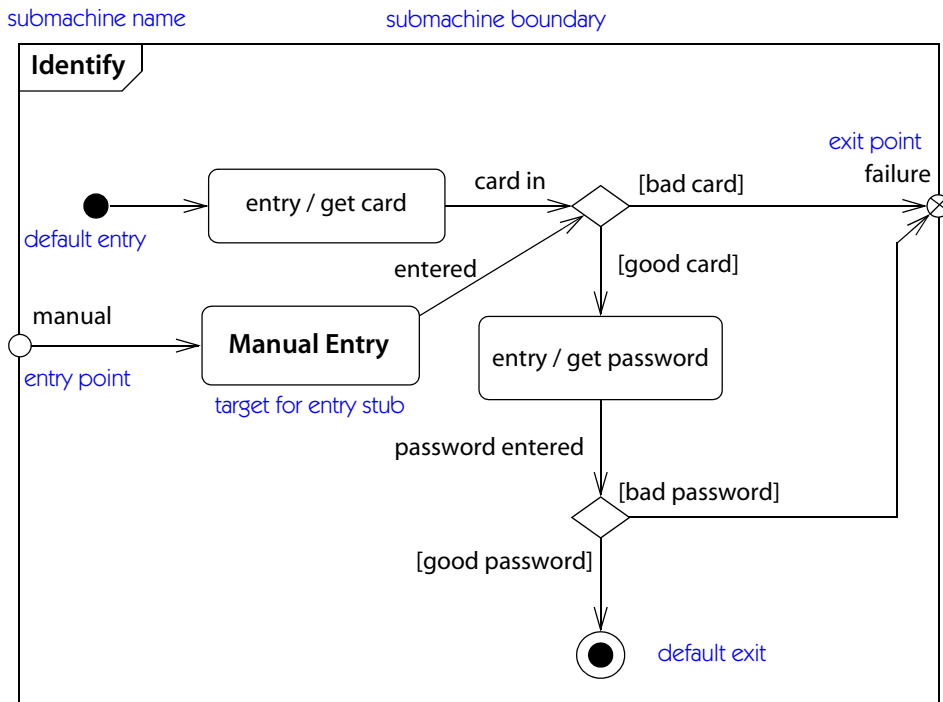 submachine name
submachine boundary
Identify
exit point
failure
card in
[bad card]
entry / get card
default entry
entered
[good card]
manual
Manual Entry
entry / get password
entry point
target for entry stub
password entered
[bad password]
[good password]
default exit